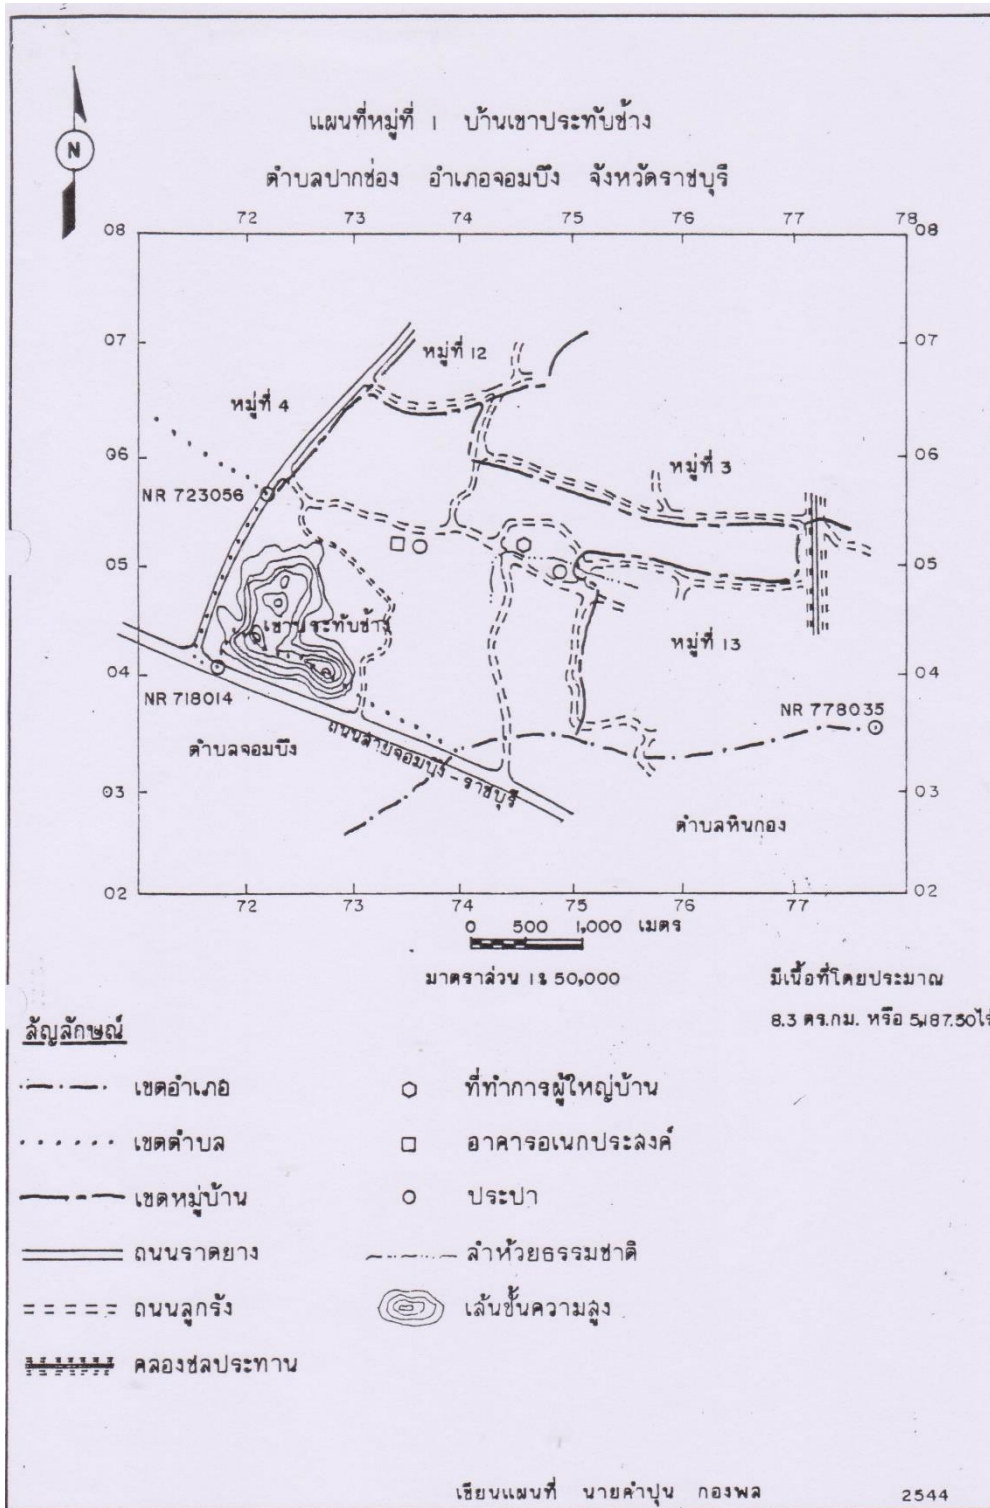 N
แผนที่หมู่ที่ 1 บ้านเขาประทับช้าง
ตำบลปากช่อง อำเภอจอมบึง จังหวัดราชบุรี
72 73 74 75 76 77 78
08 08
07 07
หมู่ที่ 12
หมู่ที่ 4
06 06
หมู่ที่ 3
NR 723056
05 05
เขาประทับช้าง
หมู่ที่ 13
04 04
NR 718014
NR 778035
ตำบลจอมบึง
ถนนสายจอมบึง - ราชบุรี
03 03
ตำบลหินกอง
02 02
72 73 74 75 76 77
0 500 1,000 เมตร
มาตราส่วน 1 : 50,000
มีเนื้อที่โดยประมาณ
8.3 ตร.กม. หรือ 5,187.50 ไร่
สัญลักษณ์
เขตอำเภอ
ที่ทำการผู้ใหญ่บ้าน
เขตตำบล
อาคารอเนกประสงค์
เขตหมู่บ้าน
ประปา
ถนนราดยาง
ลำห้วยธรรมชาติ
ถนนลูกรัง
เส้นชั้นความสูง
คลองชลประทาน
เขียนแผนที่ นายคำปุน กองพล 2544